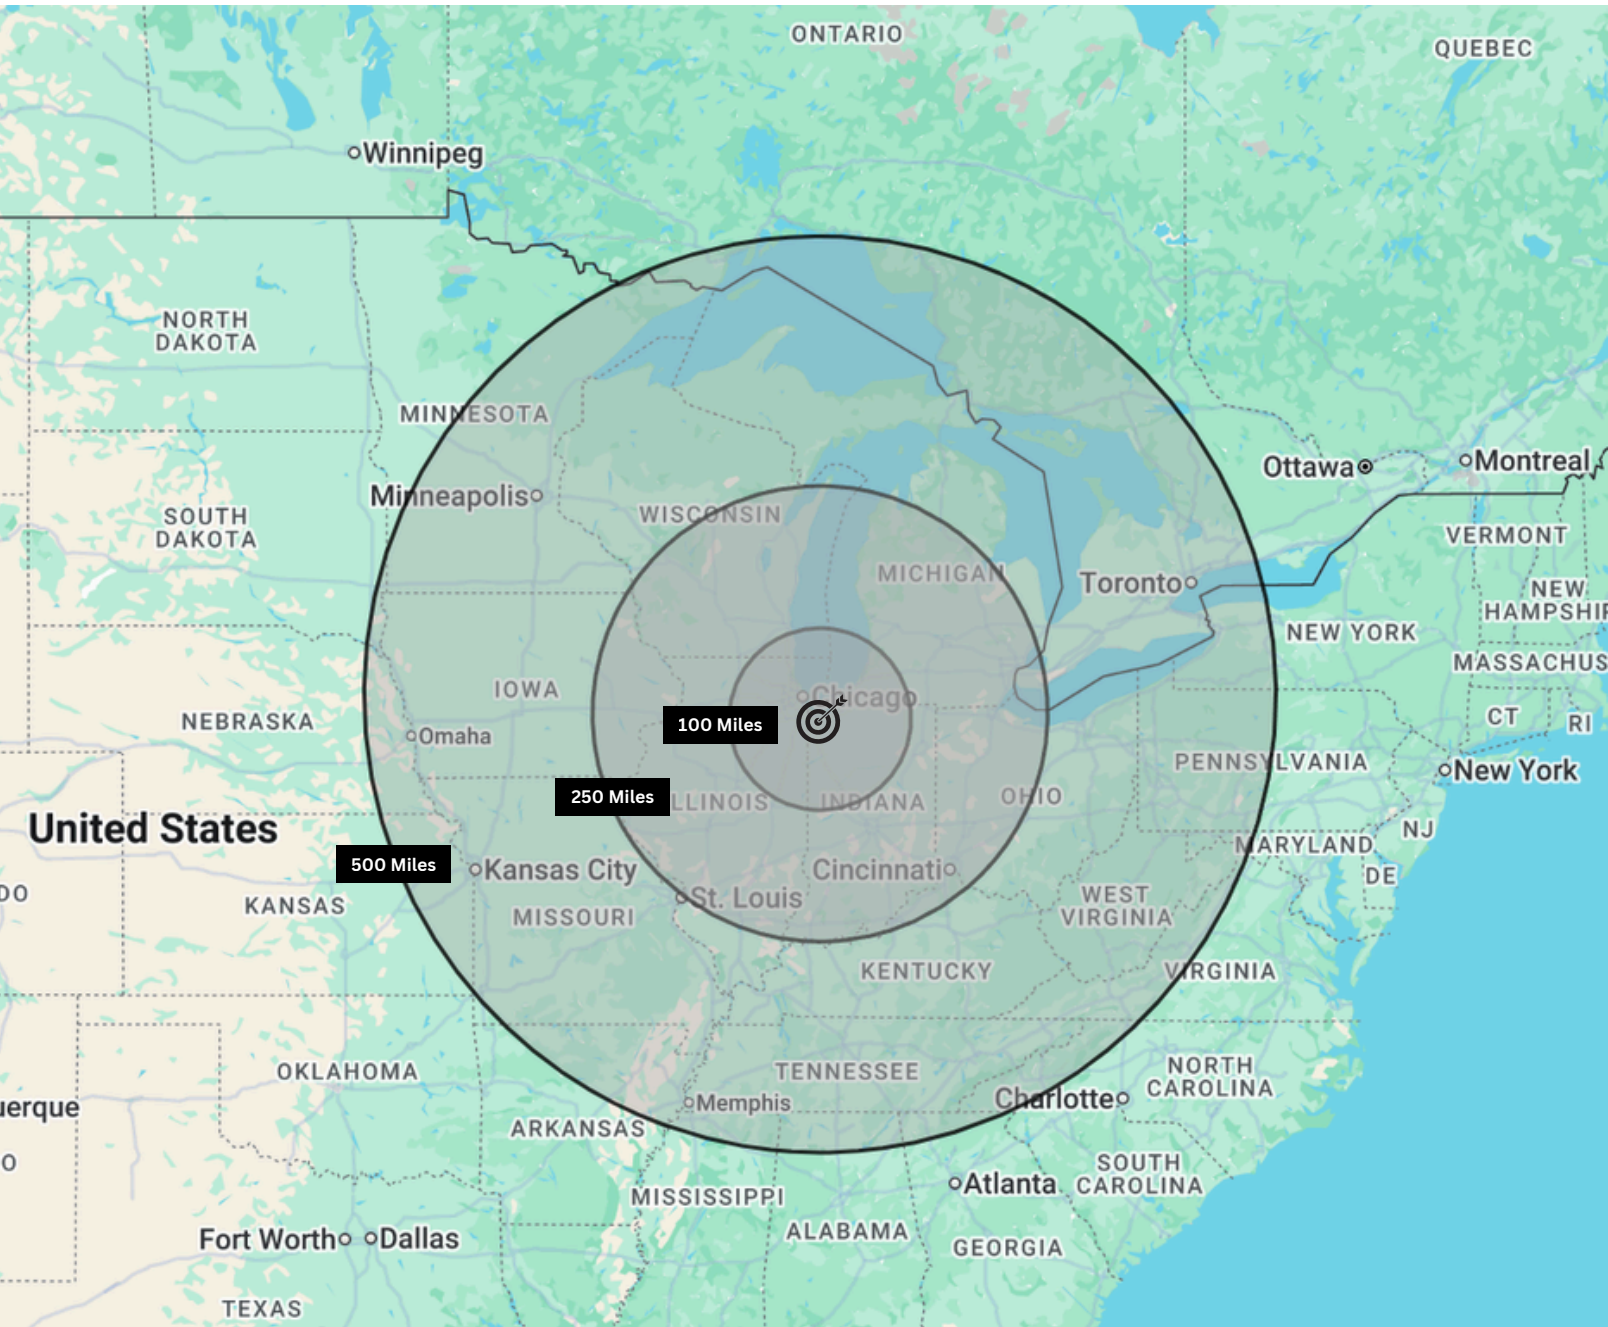 ONTARIO
QUEBEC
Winnipeg
NORTH
DAKOTA
MINNESOTA
Ottawa
Montreal
Minneapolis
WISCONSIN
SOUTH
DAKOTA
VERMONT
MICHIGAN
Toronto
NEW
HAMPSHIR
NEW YORK
MASSACHUS
IOWA
Chicago
NEBRASKA
100 Miles
CT
RI
Omaha
PENNSYLVANIA
New York
250 Miles
ILLINOIS
INDIANA
OHIO
United States
NJ
MARYLAND
500 Miles
Kansas City
Cincinnati
DE
DO
KANSAS
MISSOURI
St. Louis
WEST
VIRGINIA
KENTUCKY
VIRGINIA
OKLAHOMA
TENNESSEE
NORTH
CAROLINA
uerque
Memphis
Charlotte
ARKANSAS
O
SOUTH
CAROLINA
Atlanta
MISSISSIPPI
ALABAMA
GEORGIA
Fort Worth
Dallas
TEXAS